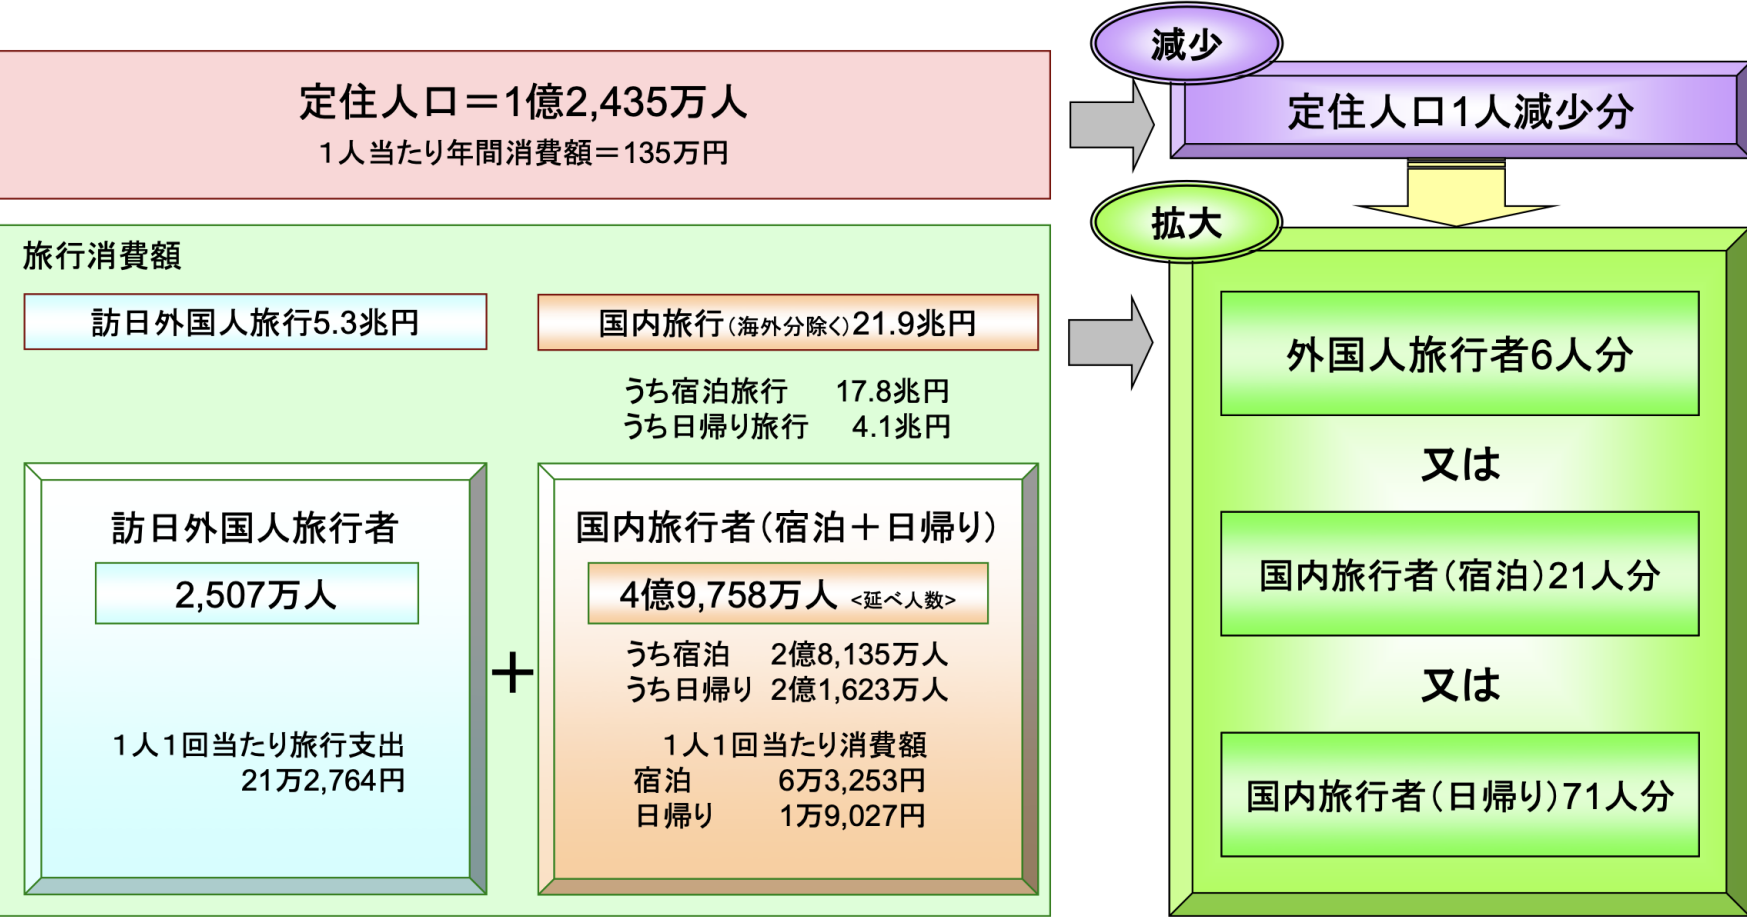 減少
定住人口＝1億2,435万人
1人当たり年間消費額＝135万円
定住人口1人減少分
拡大
旅行消費額
訪日外国人旅行5.3兆円
国内旅行(海外分除く)21.9兆円
うち宿泊旅行 17.8兆円
うち日帰り旅行 4.1兆円
訪日外国人旅行者
2,507万人
1人1回当たり旅行支出
21万2,764円
＋
国内旅行者(宿泊＋日帰り)
4億9,758万人 <延べ人数>
うち宿泊 2億8,135万人
うち日帰り 2億1,623万人
1人1回当たり消費額
宿泊 6万3,253円
日帰り 1万9,027円
外国人旅行者6人分
又は
国内旅行者(宿泊)21人分
又は
国内旅行者(日帰り)71人分